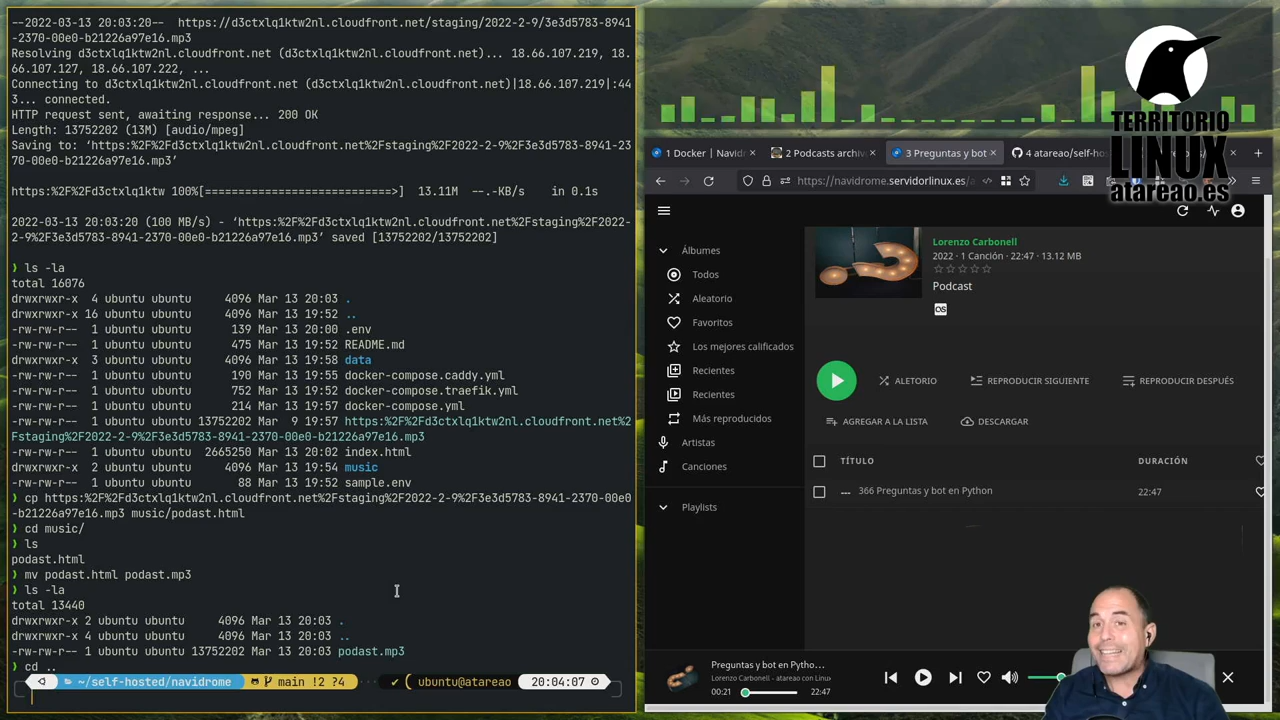 --2022-03-13 20:03:20--  https://d3ctxlq1ktw2nl.cloudfront.net/staging/2022-2-9/3e3d5783-8941
-2370-00e0-b21226a97e16.mp3
Resolving d3ctxlq1ktw2nl.cloudfront.net (d3ctxlq1ktw2nl.cloudfront.net)... 18.66.107.219, 18.
66.107.127, 18.66.107.222, ...
Connecting to d3ctxlq1ktw2nl.cloudfront.net (d3ctxlq1ktw2nl.cloudfront.net)|18.66.107.219|:44
3... connected.
HTTP request sent, awaiting response... 200 OK
Length: 13752202 (13M) [audio/mpeg]
Saving to: ‘https:%2F%2Fd3ctxlq1ktw2nl.cloudfront.net%2Fstaging%2F2022-2-9%2F3e3d5783-8941-23
70-00e0-b21226a97e16.mp3’
https:%2F%2Fd3ctxlq1ktw 100%[===========================>] 13.11M --.-KB/s in 0.1s
2022-03-13 20:03:20 (100 MB/s) - ‘https:%2F%2Fd3ctxlq1ktw2nl.cloudfront.net%2Fstaging%2F2022-
2-9%2F3e3d5783-8941-2370-00e0-b21226a97e16.mp3’ saved [13752202/13752202]
❯ ls -la
total 16076
drwxrwxr-x 4 ubuntu ubuntu 4096 Mar 13 20:03 .
drwxrwxr-x 16 ubuntu ubuntu 4096 Mar 13 19:52 ..
-rw-rw-r-- 1 ubuntu ubuntu 139 Mar 13 20:00 .env
-rw-rw-r-- 1 ubuntu ubuntu 475 Mar 13 19:52 README.md
drwxrwxr-x 3 ubuntu ubuntu 4096 Mar 13 19:58 data
-rw-rw-r-- 1 ubuntu ubuntu 190 Mar 13 19:55 docker-compose.caddy.yml
-rw-rw-r-- 1 ubuntu ubuntu 752 Mar 13 19:52 docker-compose.traefik.yml
-rw-rw-r-- 1 ubuntu ubuntu 214 Mar 13 19:57 docker-compose.yml
-rw-rw-r-- 1 ubuntu ubuntu 13752202 Mar 9 19:57 https:%2F%2Fd3ctxlq1ktw2nl.cloudfront.net%2
Fstaging%2F2022-2-9%2F3e3d5783-8941-2370-00e0-b21226a97e16.mp3
-rw-rw-r-- 1 ubuntu ubuntu 2665250 Mar 13 20:02 index.html
drwxrwxr-x 2 ubuntu ubuntu 4096 Mar 13 19:54 music
-rw-rw-r-- 1 ubuntu ubuntu 88 Mar 13 19:52 sample.env
❯ cp https:%2F%2Fd3ctxlq1ktw2nl.cloudfront.net%2Fstaging%2F2022-2-9%2F3e3d5783-8941-2370-00e0
-b21226a97e16.mp3 music/podast.html
❯ cd music/
❯ ls
podast.html
❯ mv podast.html podast.mp3
❯ ls -la
total 13440
drwxrwxr-x 2 ubuntu ubuntu 4096 Mar 13 20:03 .
drwxrwxr-x 4 ubuntu ubuntu 4096 Mar 13 20:03 ..
-rw-rw-r-- 1 ubuntu ubuntu 13752202 Mar 13 20:03 podast.mp3
❯ cd ..
~/self-hosted/navidrome main !2 ?4 ✔ ubuntu@atareao 20:04:07
TERRITORIO
LINUX
atareao.es
1 Docker | Navidr
2 Podcasts archiv
3 Preguntas y bot
4 atareao/self-ho
https://navidrome.servidorlinux.es/a
Álbumes
Todos
Aleatorio
Favoritos
Los mejores calificados
Recientes
Recientes
Más reproducidos
Artistas
Canciones
Playlists
Lorenzo Carbonell
2022 · 1 Canción · 22:47 · 13.12 MB
Podcast
ALETORIO
REPRODUCIR SIGUIENTE
REPRODUCIR DESPUÉS
AGREGAR A LA LISTA
DESCARGAR
TÍTULO
DURACIÓN
366 Preguntas y bot en Python
22:47
Preguntas y bot en Pytho...
Lorenzo Carbonell - atareao con Linux
00:21
22:47